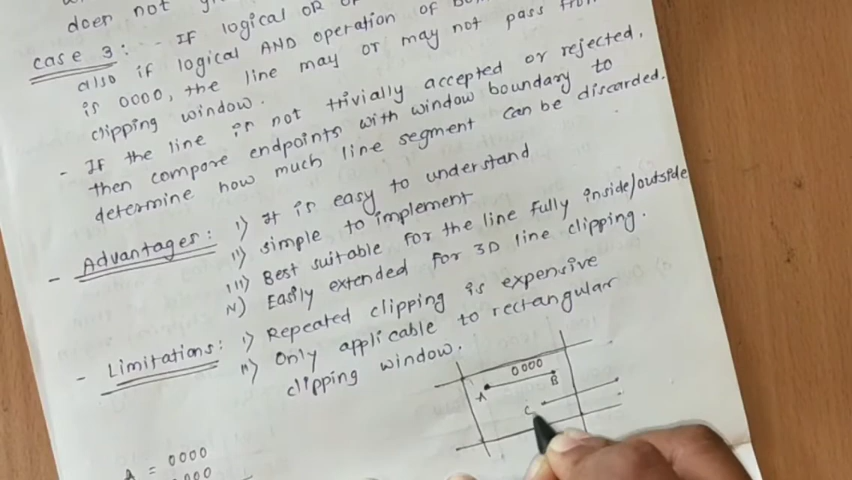 does not
case 3: - If logical OR
also if logical AND operation of
is 0000, the line may or may not pass from
clipping window.
- If the line is not trivially accepted or rejected,
then compare endpoints with window boundary to
determine how much line segment can be discarded.
- Advantages: i) It is easy to understand
ii) simple to implement
iii) Best suitable for the line fully inside/outside
iv) Easily extended for 3D line clipping.
- Limitations: i) Repeated clipping is expensive
ii) Only applicable to rectangular
clipping window.
0000
A B
C
A = 0000